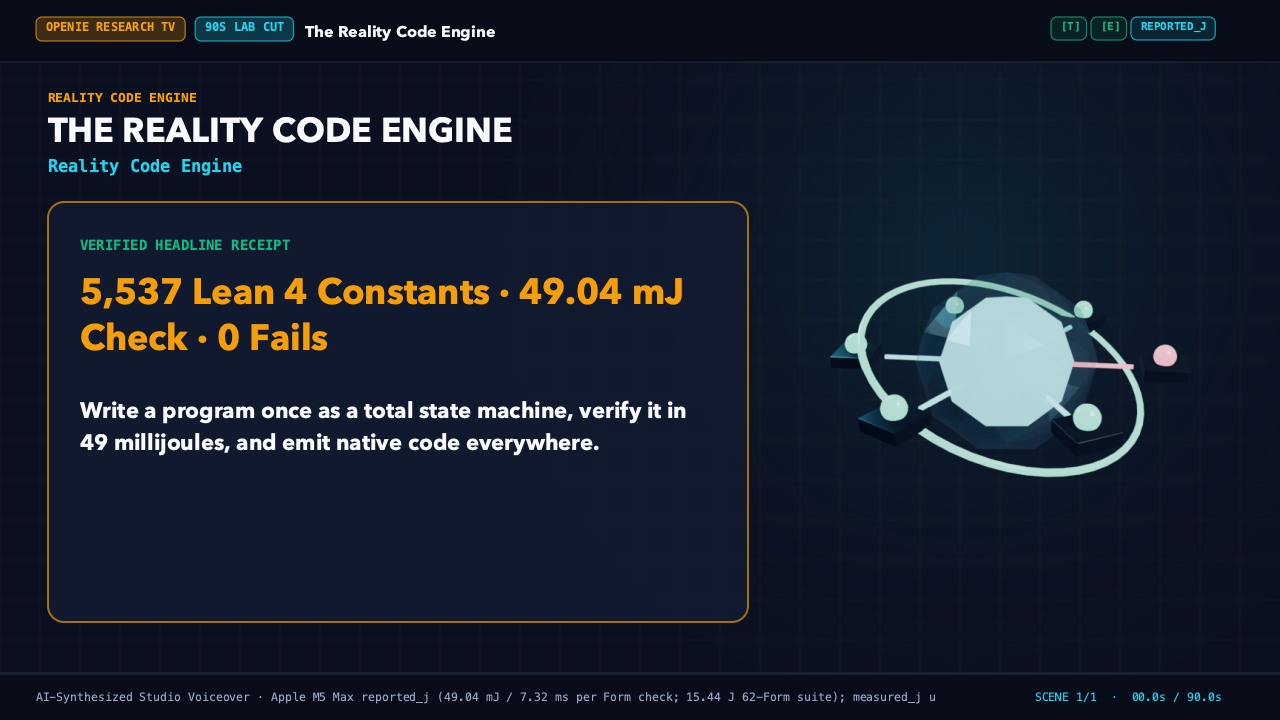 OPENIE RESEARCH TV 90S LAB CUT The Reality Code Engine [T] [E] REPORTED_J
REALITY CODE ENGINE
THE REALITY CODE ENGINE
Reality Code Engine
VERIFIED HEADLINE RECEIPT
5,537 Lean 4 Constants · 49.04 mJ
Check · 0 Fails
Write a program once as a total state machine, verify it in
49 millijoules, and emit native code everywhere.
AI–Synthesized Studio Voiceover · Apple M5 Max reported_j (49.04 mJ / 7.32 ms per Form check; 15.44 J 62–Form suite); measured_j u SCENE 1/1 · 00.0s / 90.0s